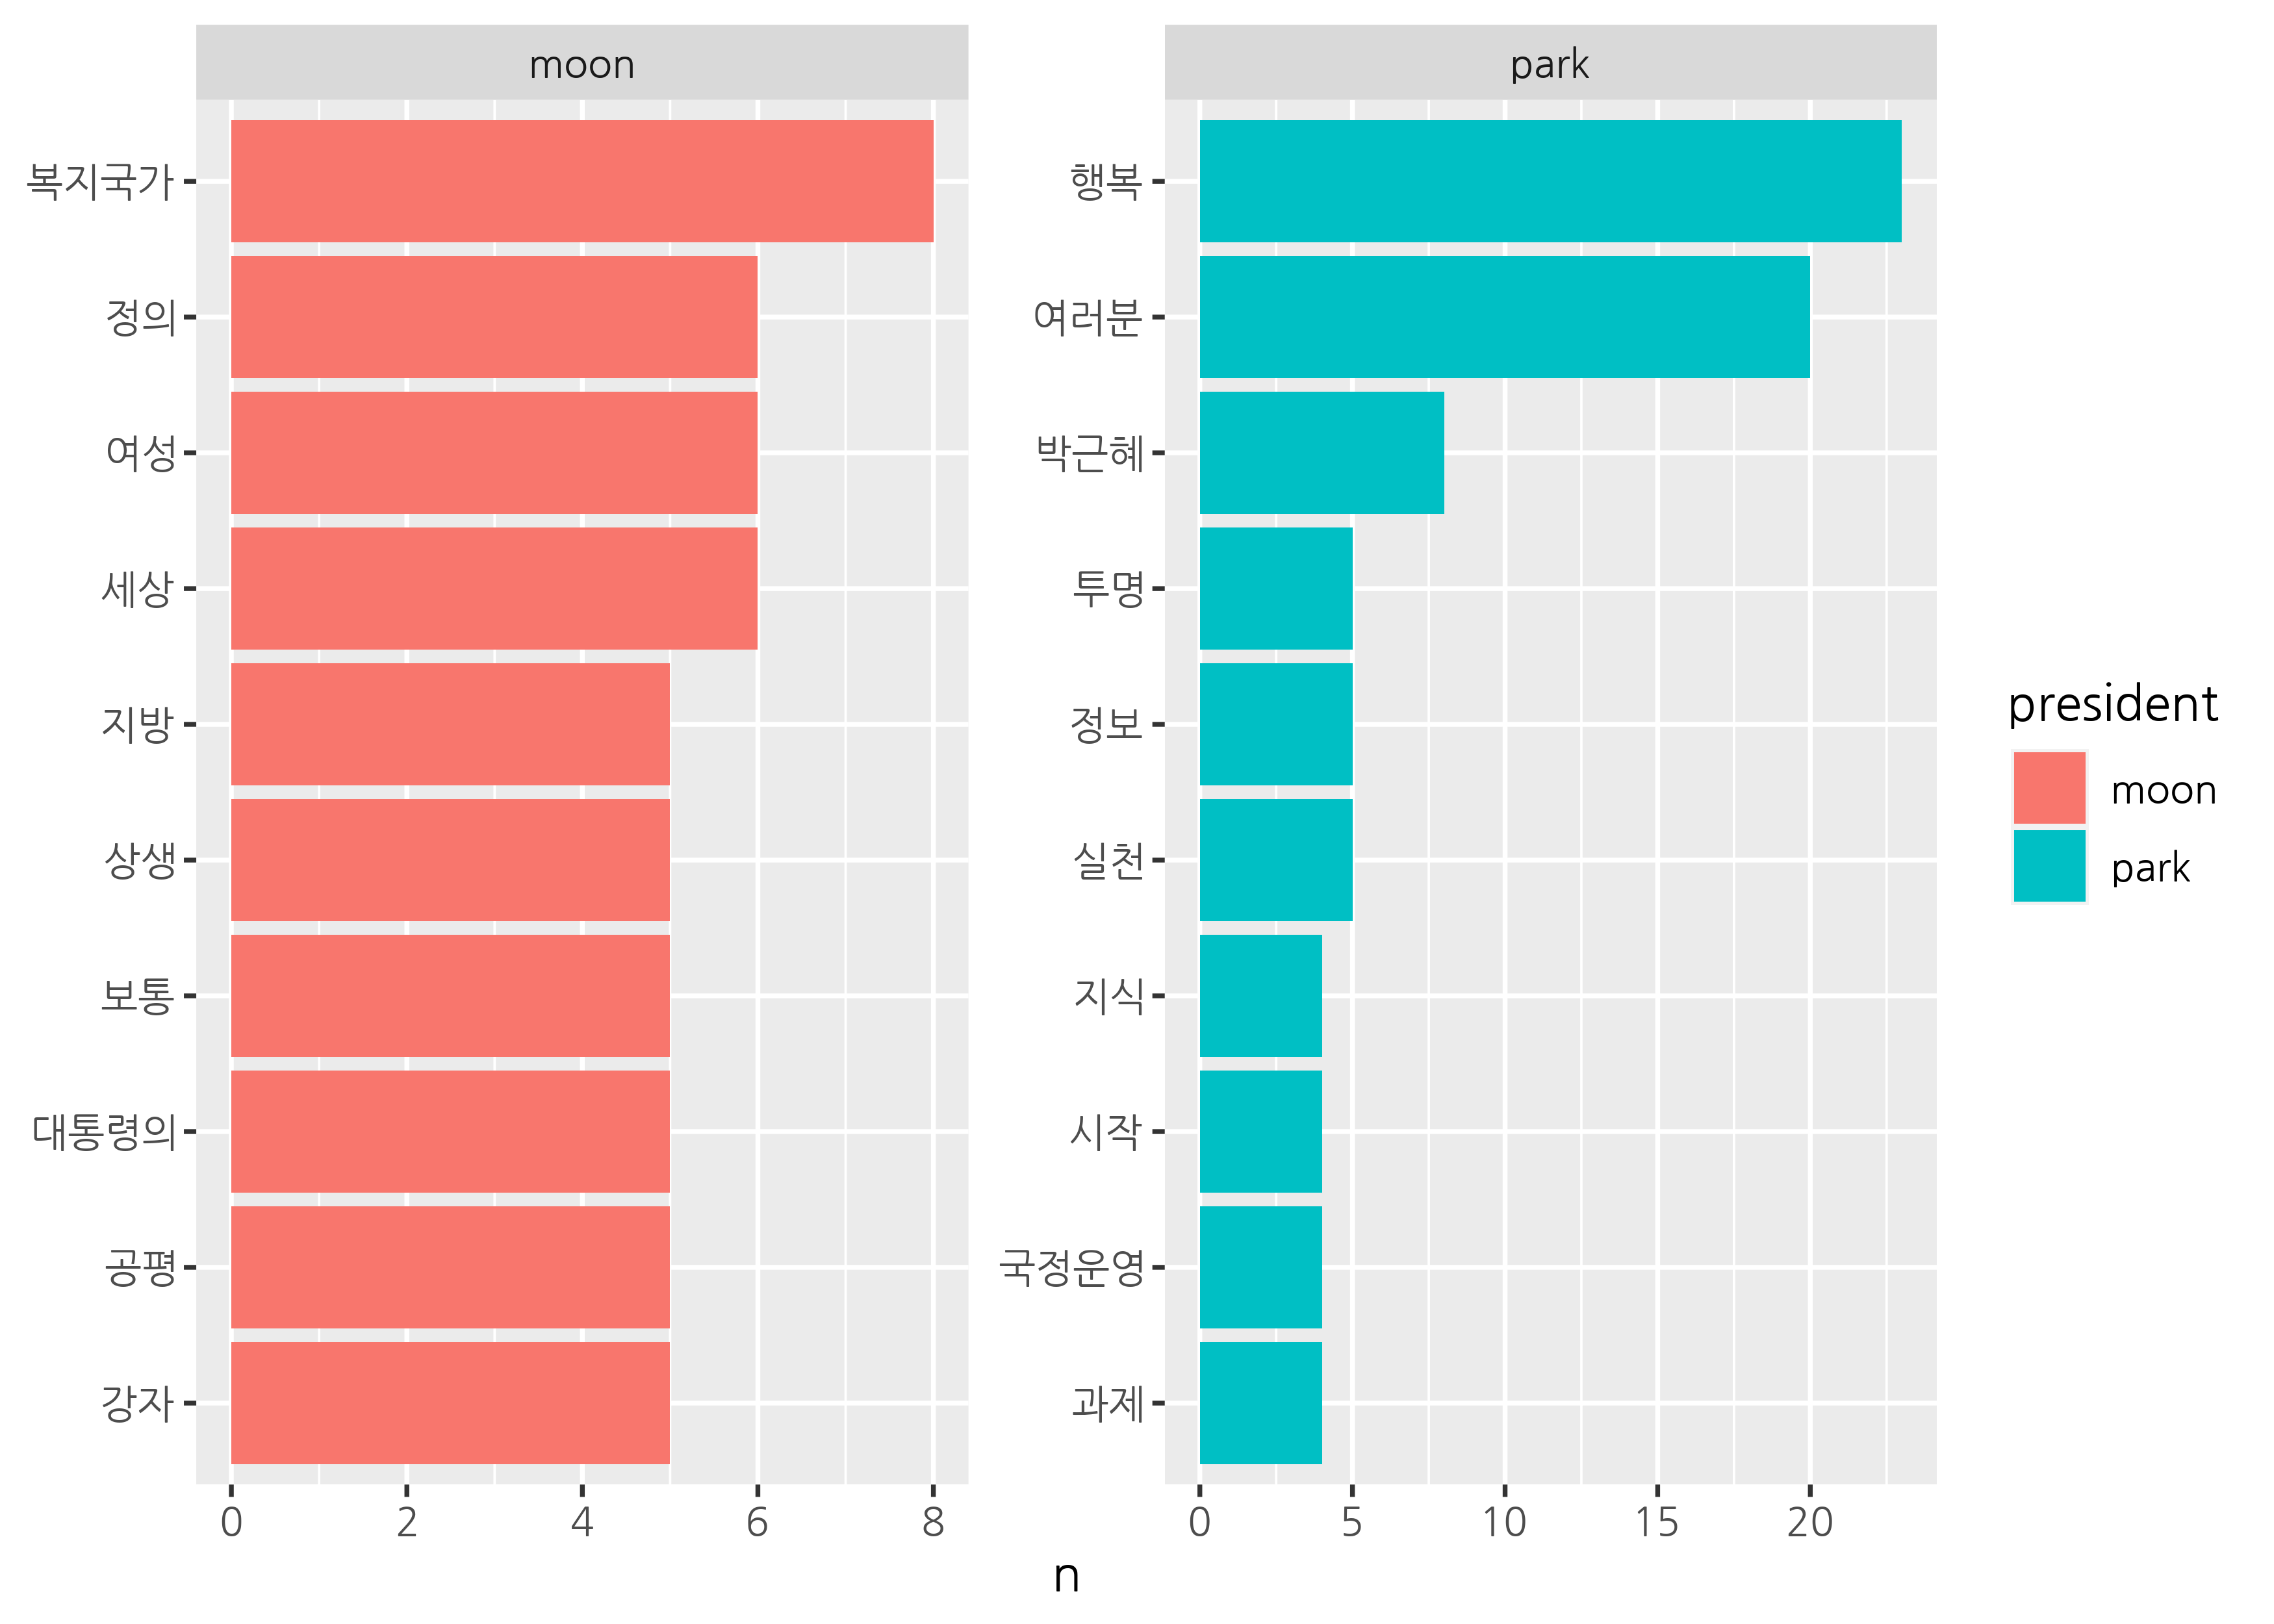 moon
복지국가
정의
여성
세상
지방
상생
보통
대통령의
공평
강자
0 2 4 6 8
park
행복
여러분
박근혜
투명
정보
실천
지식
시작
국정운영
과제
0 5 10 15 20
n
president
moon
park